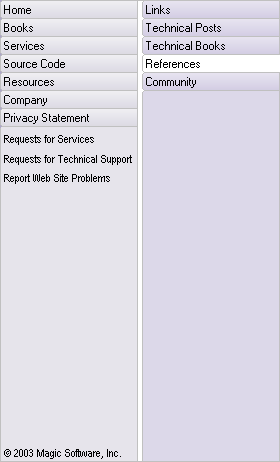 Home
Books
Services
Source Code
Resources
Company
Privacy Statement
Requests for Services
Requests for Technical Support
Report Web Site Problems
© 2003 Magic Software, Inc.
Links
Technical Posts
Technical Books
References
Community